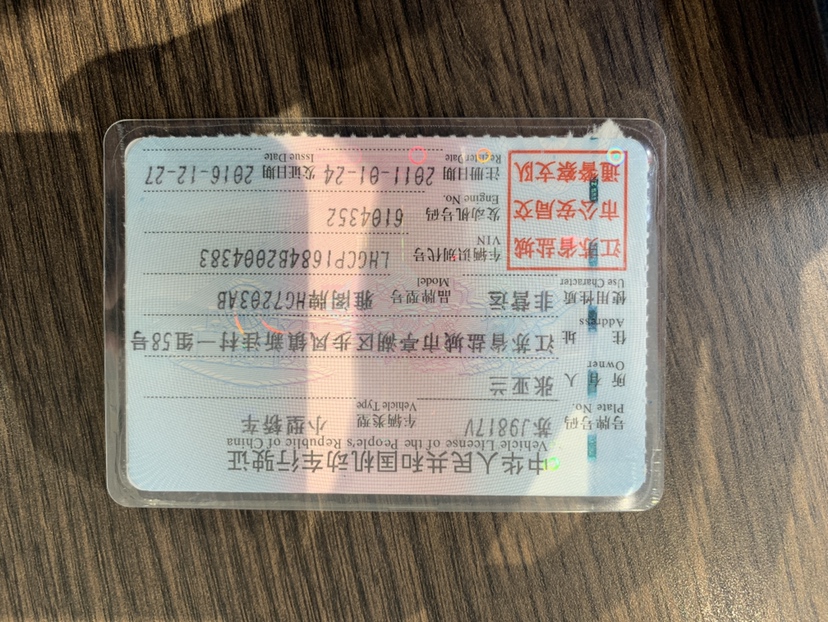 中华人民共和国机动车行驶证
Vehicle License of the People's Republic of China
号牌号码 苏J9817V 车辆类型 小型轿车
Plate No. Vehicle Type
所有人 张亚兰
Owner
住址 江苏省盐城市亭湖区步凤镇新洼村一组58号
Address
使用性质 非营运 品牌型号 雅阁牌HG7203AB
Use Character Model
江苏省盐城
市公安局交
通警察支队
车辆识别代号 LHGCP1684B2004383
VIN
发动机号码 6104352
Engine No.
注册日期 2011-01-24 发证日期 2016-12-27
Register Date Issue Date